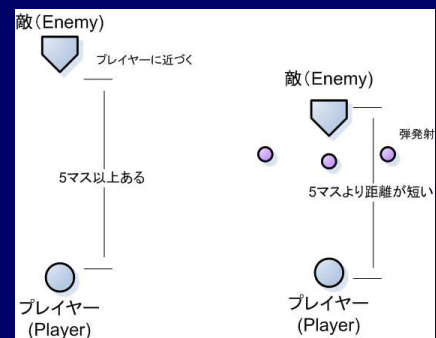 敵(Enemy)
プレイヤーに近づく
5マス以上ある
プレイヤー
(Player)
敵(Enemy)
弾発射
5マスより距離が短い
プレイヤー
(Player)